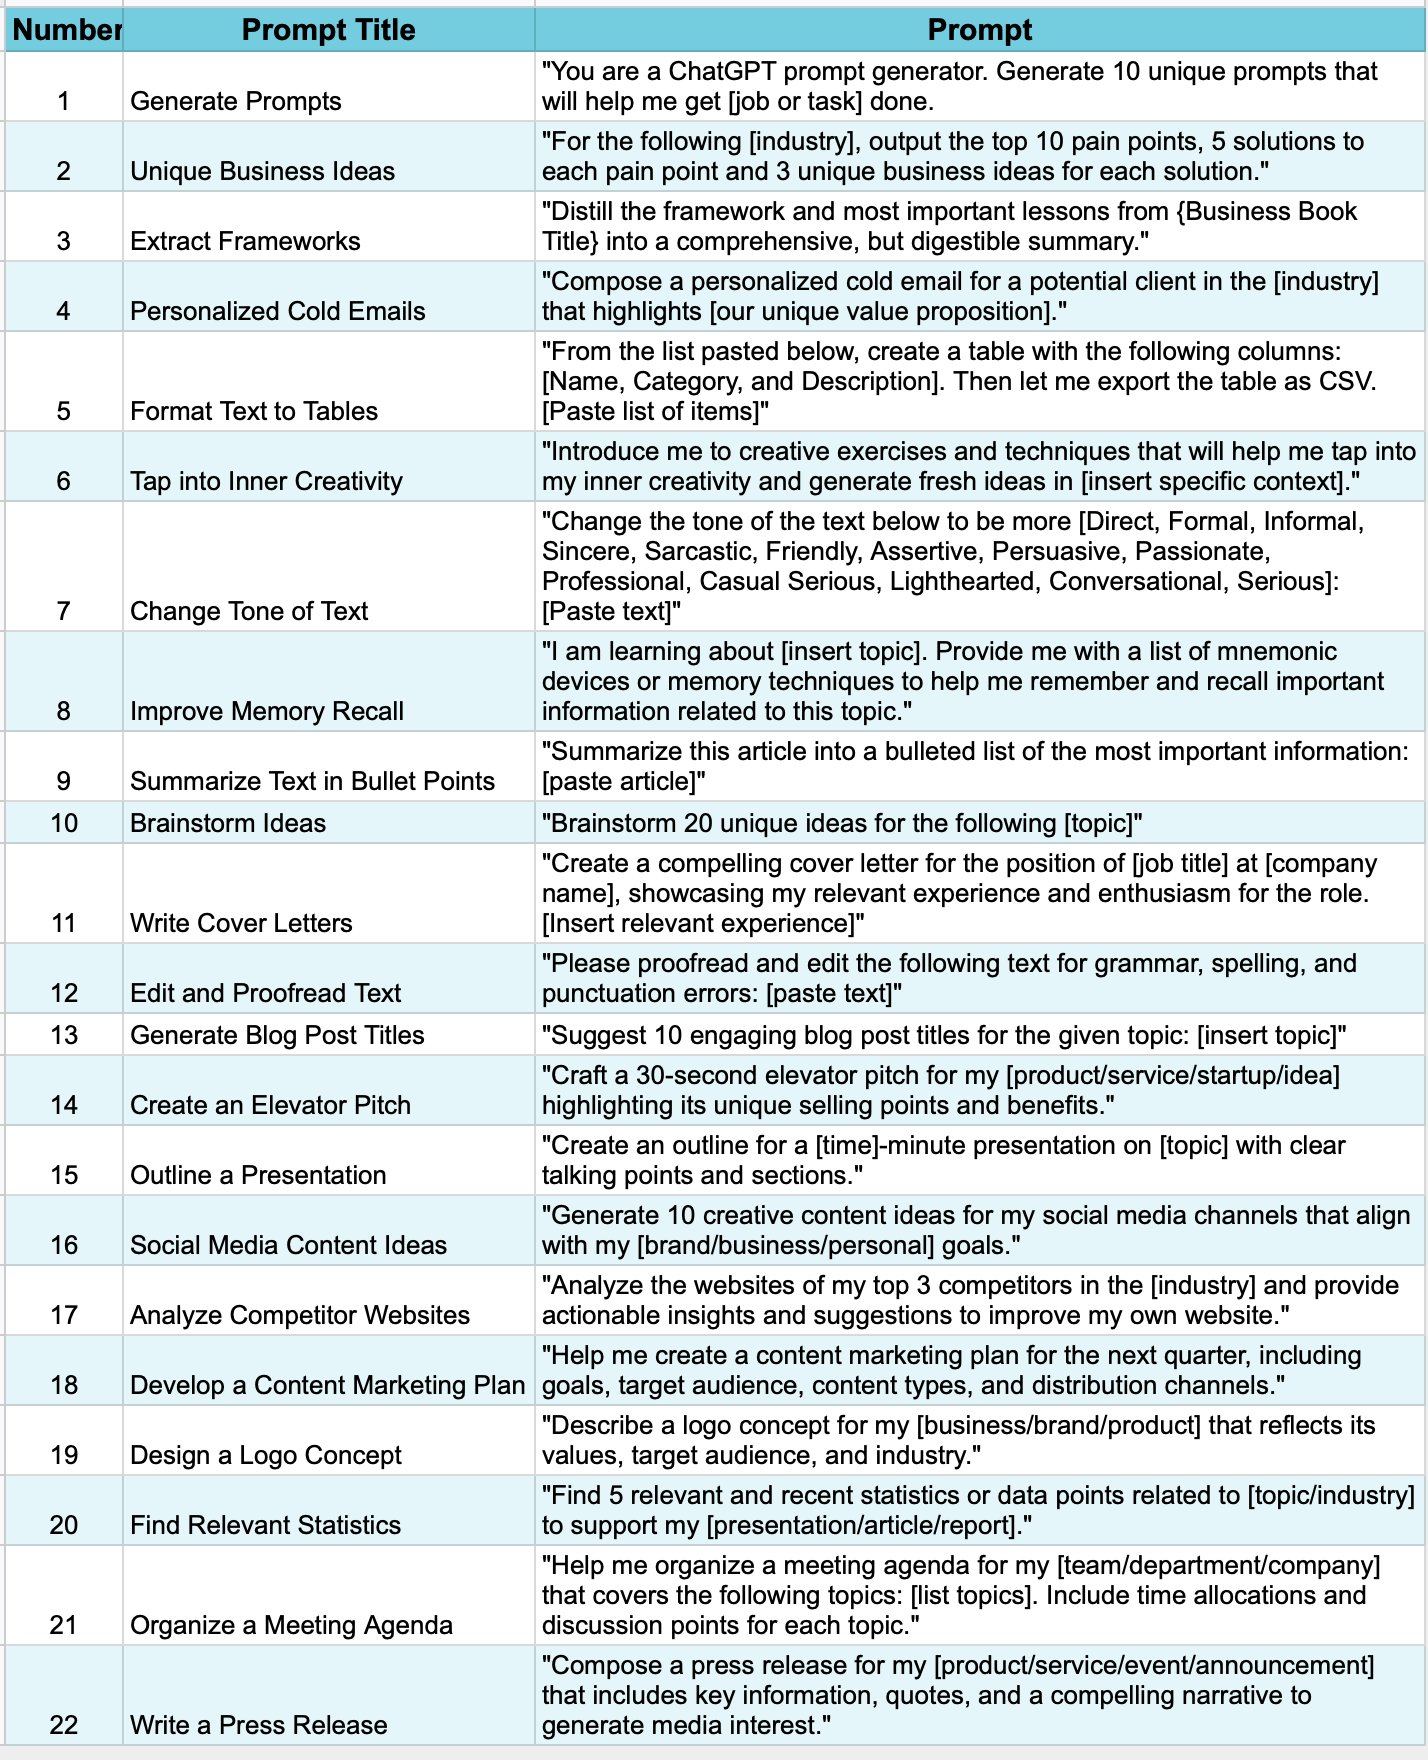 Number Prompt Title Prompt
"You are a ChatGPT prompt generator. Generate 10 unique prompts that
1 Generate Prompts will help me get [job or task] done.
"For the following [industry], output the top 10 pain points, 5 solutions to
2 Unique Business Ideas each pain point and 3 unique business ideas for each solution."
"Distill the framework and most important lessons from {Business Book
3 Extract Frameworks Title} into a comprehensive, but digestible summary."
"Compose a personalized cold email for a potential client in the [industry]
4 Personalized Cold Emails that highlights [our unique value proposition]."
"From the list pasted below, create a table with the following columns:
[Name, Category, and Description]. Then let me export the table as CSV.
5 Format Text to Tables [Paste list of items]"
"Introduce me to creative exercises and techniques that will help me tap into
6 Tap into Inner Creativity my inner creativity and generate fresh ideas in [insert specific context]."
"Change the tone of the text below to be more [Direct, Formal, Informal,
Sincere, Sarcastic, Friendly, Assertive, Persuasive, Passionate,
Professional, Casual Serious, Lighthearted, Conversational, Serious]:
7 Change Tone of Text [Paste text]"
"I am learning about [insert topic]. Provide me with a list of mnemonic
devices or memory techniques to help me remember and recall important
8 Improve Memory Recall information related to this topic."
"Summarize this article into a bulleted list of the most important information:
9 Summarize Text in Bullet Points [paste article]"
10 Brainstorm Ideas "Brainstorm 20 unique ideas for the following [topic]"
"Create a compelling cover letter for the position of [job title] at [company
name], showcasing my relevant experience and enthusiasm for the role.
11 Write Cover Letters [Insert relevant experience]"
"Please proofread and edit the following text for grammar, spelling, and
12 Edit and Proofread Text punctuation errors: [paste text]"
13 Generate Blog Post Titles "Suggest 10 engaging blog post titles for the given topic: [insert topic]"
"Craft a 30-second elevator pitch for my [product/service/startup/idea]
14 Create an Elevator Pitch highlighting its unique selling points and benefits."
"Create an outline for a [time]-minute presentation on [topic] with clear
15 Outline a Presentation talking points and sections."
"Generate 10 creative content ideas for my social media channels that align
16 Social Media Content Ideas with my [brand/business/personal] goals."
"Analyze the websites of my top 3 competitors in the [industry] and provide
17 Analyze Competitor Websites actionable insights and suggestions to improve my own website."
"Help me create a content marketing plan for the next quarter, including
18 Develop a Content Marketing Plan goals, target audience, content types, and distribution channels."
"Describe a logo concept for my [business/brand/product] that reflects its
19 Design a Logo Concept values, target audience, and industry."
"Find 5 relevant and recent statistics or data points related to [topic/industry]
20 Find Relevant Statistics to support my [presentation/article/report]."
"Help me organize a meeting agenda for my [team/department/company]
that covers the following topics: [list topics]. Include time allocations and
21 Organize a Meeting Agenda discussion points for each topic."
"Compose a press release for my [product/service/event/announcement]
that includes key information, quotes, and a compelling narrative to
22 Write a Press Release generate media interest."